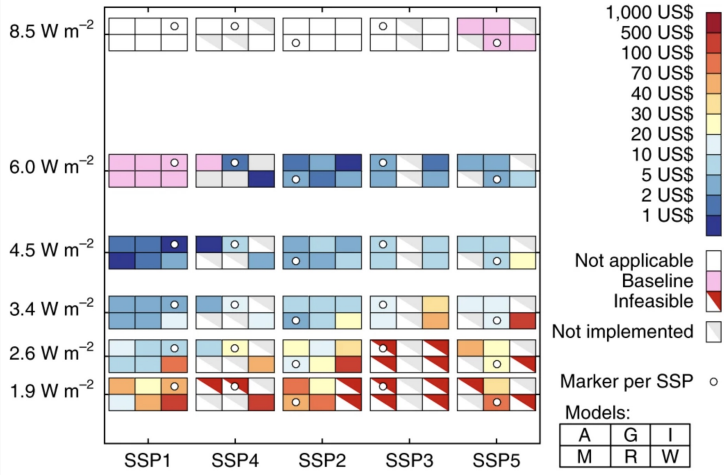 8.5 W m−2
6.0 W m−2
4.5 W m−2
3.4 W m−2
2.6 W m−2
1.9 W m−2
SSP1 SSP4 SSP2 SSP3 SSP5
1,000 US$
500 US$
100 US$
70 US$
40 US$
30 US$
20 US$
10 US$
5 US$
2 US$
1 US$
Not applicable
Baseline
Infeasible
Not implemented
Marker per SSP
Models:
A G I
M R W